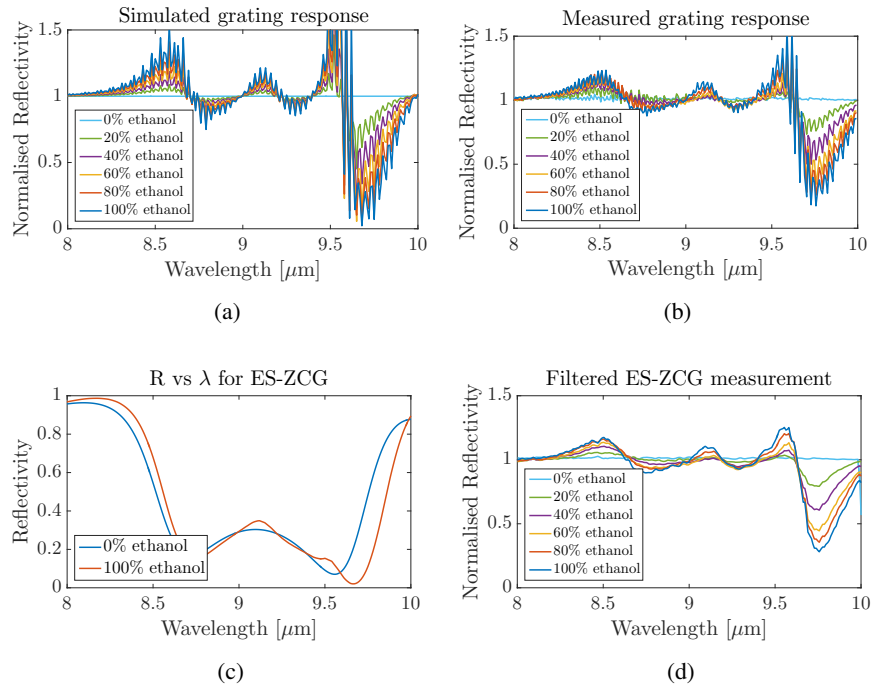 Simulated grating response
Normalised Reflectivity
1.5
1
0.5
0
0% ethanol
20% ethanol
40% ethanol
60% ethanol
80% ethanol
100% ethanol
8
8.5
9
9.5
10
Wavelength [μm]
(a)
Measured grating response
Normalised Reflectivity
1.5
1
0.5
0
0% ethanol
20% ethanol
40% ethanol
60% ethanol
80% ethanol
100% ethanol
8
8.5
9
9.5
10
Wavelength [μm]
(b)
R vs λ for ES-ZCG
Reflectivity
1
0.8
0.6
0.4
0.2
0
0% ethanol
100% ethanol
8
8.5
9
9.5
10
Wavelength [μm]
(c)
Filtered ES-ZCG measurement
Normalised Reflectivity
1.5
1
0.5
0
0% ethanol
20% ethanol
40% ethanol
60% ethanol
80% ethanol
100% ethanol
8
8.5
9
9.5
10
Wavelength [μm]
(d)